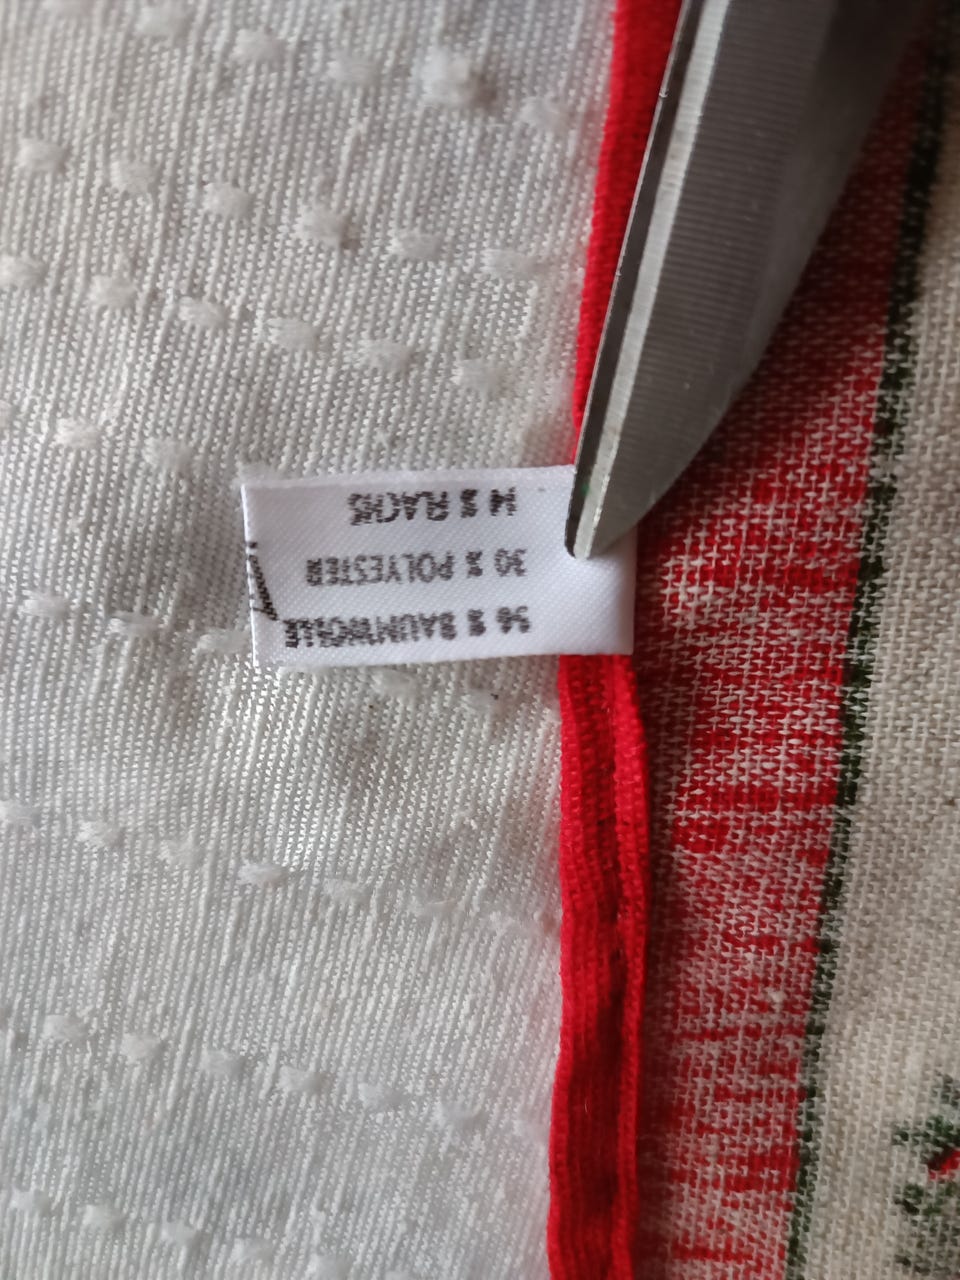 56 % BAUMWOLLE
30 % POLYESTER
14 % FLACHS